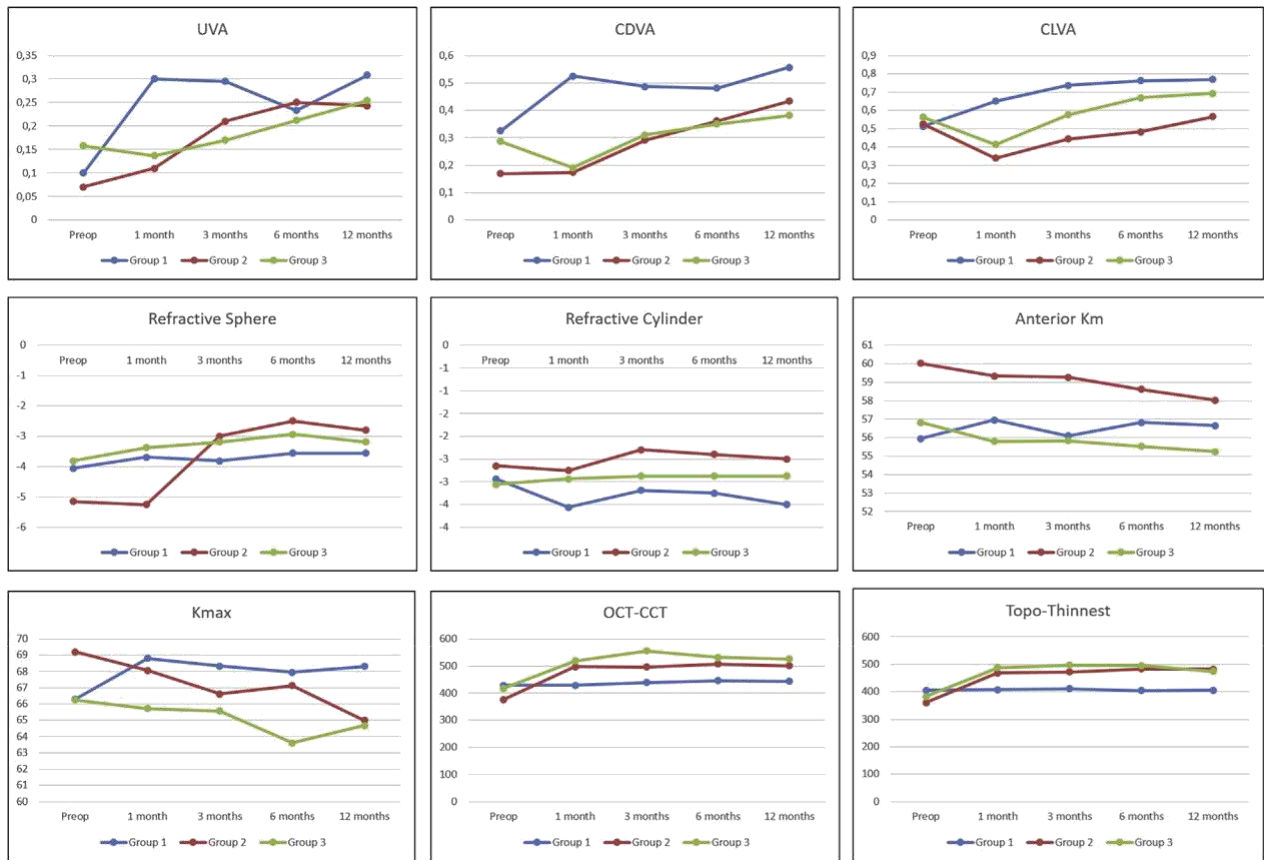 UVA
0,35
0,3
0,25
0,2
0,15
0,1
0,05
0
Preop 1 month 3 months 6 months 12 months
Group 1 Group 2 Group 3
CDVA
0,6
0,5
0,4
0,3
0,2
0,1
0
Preop 1 month 3 months 6 months 12 months
Group 1 Group 2 Group 3
CLVA
0,9
0,8
0,7
0,6
0,5
0,4
0,3
0,2
0,1
0
Preop 1 month 3 months 6 months 12 months
Group 1 Group 2 Group 3
Refractive Sphere
0
Preop 1 month 3 months 6 months 12 months
-1
-2
-3
-4
-5
-6
Group 1 Group 2 Group 3
Refractive Cylinder
0
Preop 1 month 3 months 6 months 12 months
-1
-1
-2
-2
-3
-3
-4
-4
Group 1 Group 2 Group 3
Anterior Km
61
60
59
58
57
56
55
54
53
52
Preop 1 month 3 months 6 months 12 months
Group 1 Group 2 Group 3
Kmax
70
69
68
67
66
65
64
63
62
61
60
Preop 1 month 3 months 6 months 12 months
Group 1 Group 2 Group 3
OCT-CCT
600
500
400
300
200
100
0
Preop 1 month 3 months 6 months 12 months
Group 1 Group 2 Group 3
Topo-Thinnest
600
500
400
300
200
100
0
Preop 1 month 3 months 6 months 12 months
Group 1 Group 2 Group 3